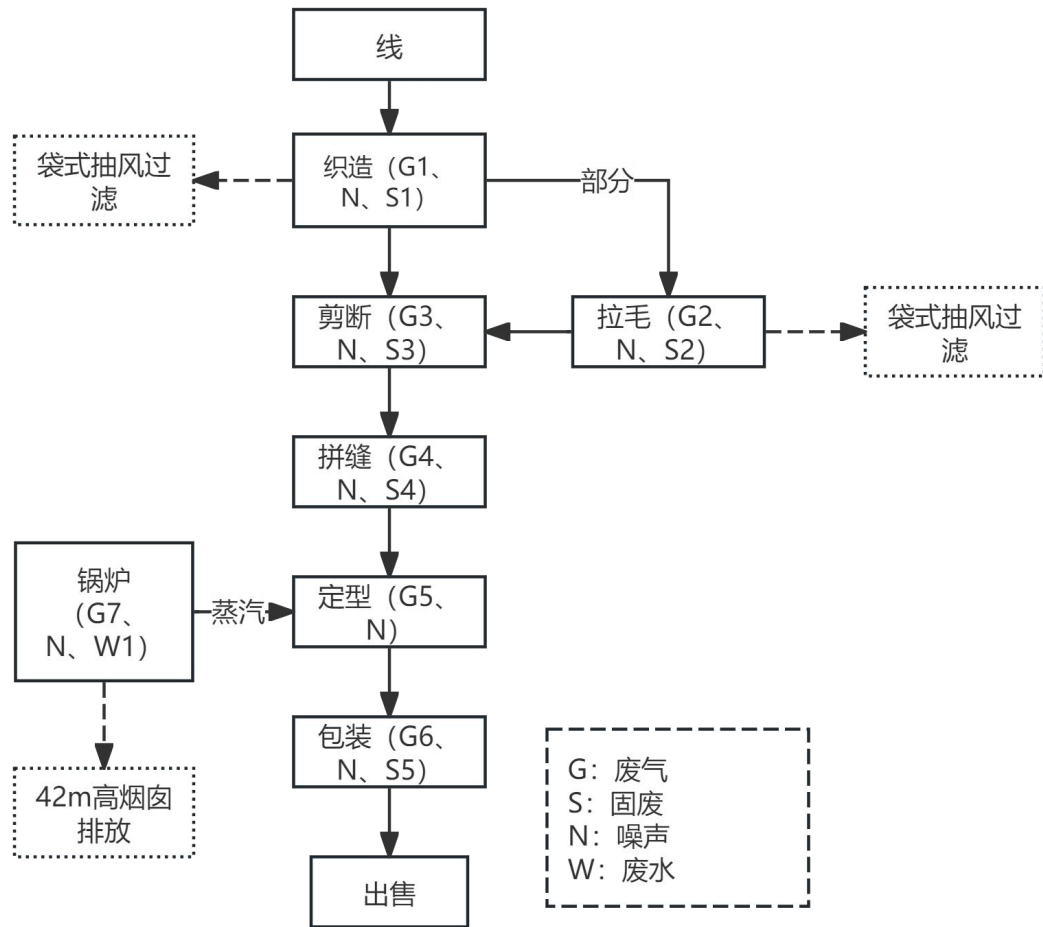 线
袋式抽风过
滤
织造（G1、
N、S1）
部分
剪断（G3、
N、S3）
拉毛（G2、
N、S2）
袋式抽风过
滤
拼缝（G4、
N、S4）
锅炉
（G7、
N、W1）
蒸汽
定型（G5、
N）
包装（G6、
N、S5）
42m高烟囱
排放
G：废气
S：固废
N：噪声
W：废水
出售